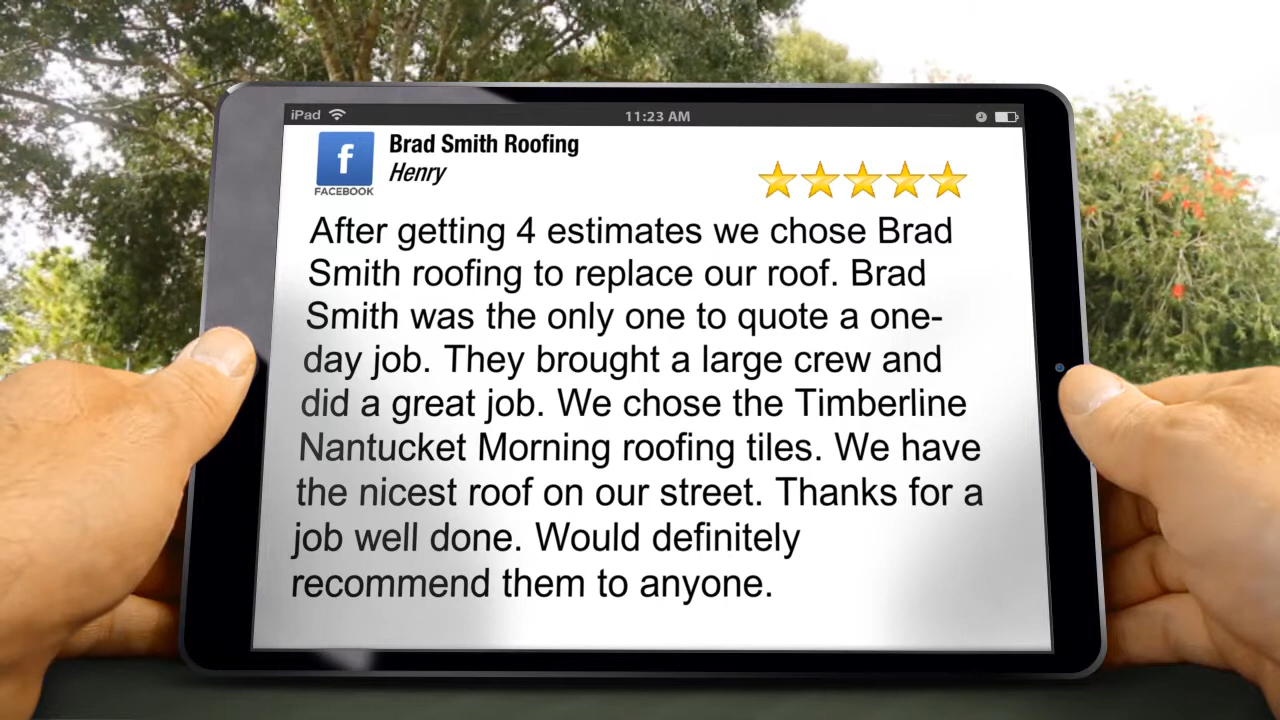 iPad 11:23 AM
Brad Smith Roofing
Henry
FACEBOOK
After getting 4 estimates we chose Brad
Smith roofing to replace our roof. Brad
Smith was the only one to quote a one-
day job. They brought a large crew and
did a great job. We chose the Timberline
Nantucket Morning roofing tiles. We have
the nicest roof on our street. Thanks for a
job well done. Would definitely
recommend them to anyone.